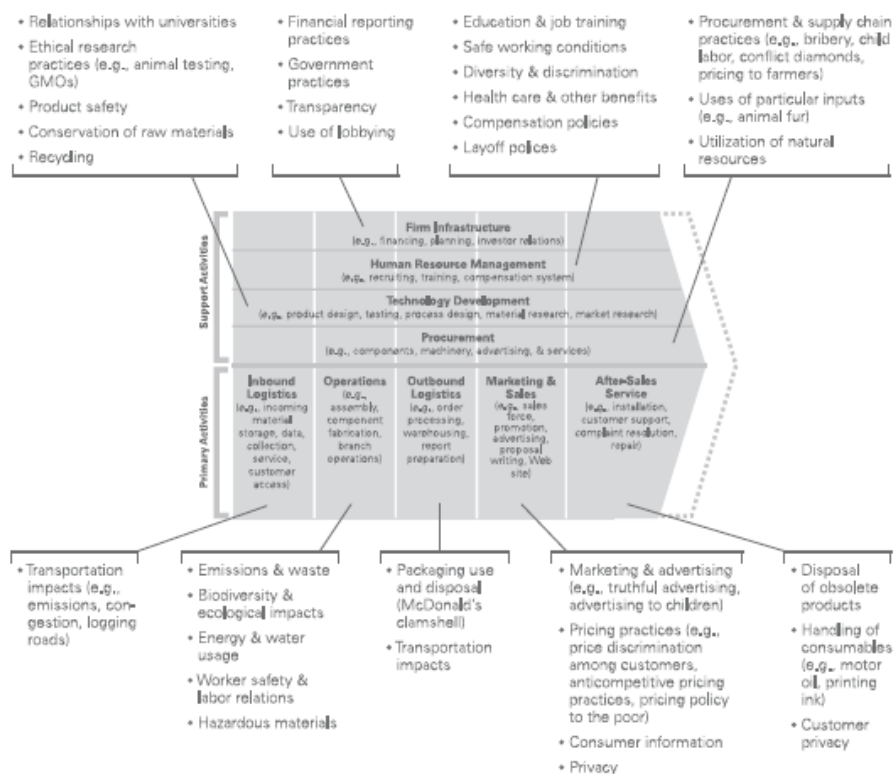 • Relationships with universities
• Ethical research
practices (e.g., animal testing,
GMOs)
• Product safety
• Conservation of raw materials
• Recycling
• Financial reporting
practices
• Government
practices
• Transparency
• Use of lobbying
• Education & job training
• Safe working conditions
• Diversity & discrimination
• Health care & other benefits
• Compensation policies
• Layoff polices
• Procurement & supply chain
practices (e.g., bribery, child
labor, conflict diamonds,
pricing to farmers)
• Uses of particular inputs
(e.g., animal fur)
• Utilization of natural
resources
Support Activities
Firm Infrastructure
(e.g., financing, planning, investor relations)
Human Resource Management
(e.g., recruiting, training, compensation system)
Technology Development
(e.g., product design, testing, process design, material research, market research)
Procurement
(e.g., components, machinery, advertising, & services)
Primary Activities
Inbound
Logistics
(e.g., incoming
material
storage, data,
collection,
service,
customer
access)
Operations
(e.g.,
assembly,
component
fabrication,
branch
operations)
Outbound
Logistics
(e.g., order
processing,
warehousing,
report
preparation)
Marketing &
Sales
(e.g., sales
force,
promotion,
advertising,
proposal
writing, Web
site)
After-Sales
Service
(e.g., installation,
customer support,
complaint resolution,
repair)
• Transportation
impacts (e.g.,
emissions, con-
gestion, logging
roads)
• Emissions & waste
• Biodiversity &
ecological impacts
• Energy & water
usage
• Worker safety &
labor relations
• Hazardous materials
• Packaging use
and disposal
(McDonald's
clamshell)
• Transportation
impacts
• Marketing & advertising
(e.g., truthful advertising,
advertising to children)
• Pricing practices (e.g.,
price discrimination
among customers,
anticompetitive pricing
practices, pricing policy
to the poor)
• Consumer information
• Privacy
• Disposal
of obsolete
products
• Handling of
consumables
(e.g., motor
oil, printing
ink)
• Customer
privacy